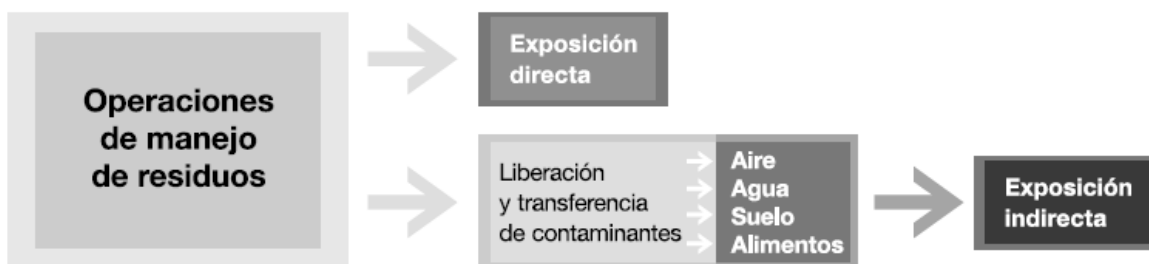 Operaciones
de manejo
de residuos
Exposición
directa
Liberación
y transferencia
de contaminantes
Aire
Agua
Suelo
Alimentos
Exposición
indirecta